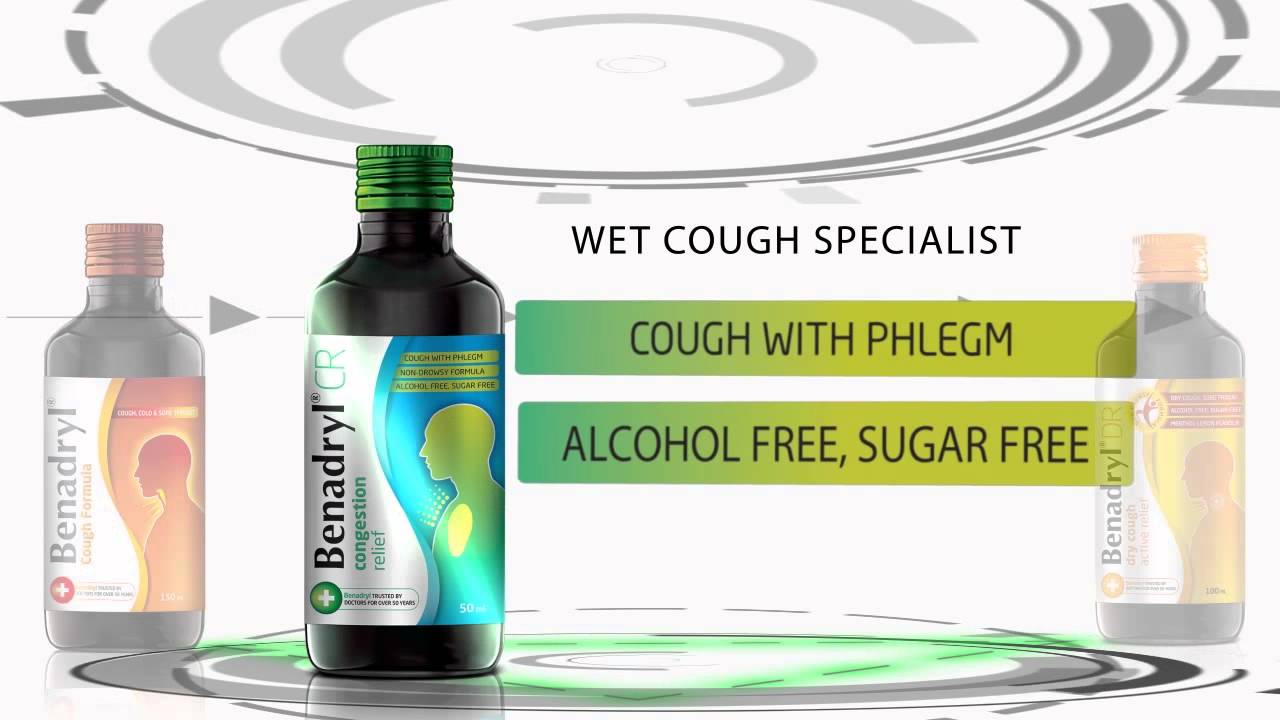 WET COUGH SPECIALIST
COUGH WITH PHLEGM
ALCOHOL FREE, SUGAR FREE
Benadryl® CR
congestion
relief
COUGH WITH PHLEGM
NON-DROWSY FORMULA
ALCOHOL FREE, SUGAR FREE
Benadryl TRUSTED BY
DOCTORS FOR OVER 50 YEARS
50 mL
Benadryl®
Cough Formula
COUGH, COLD & SORE THROAT
150 mL
Benadryl® DR
dry cough
active relief
DRY COUGH, SORE THROAT
ALCOHOL FREE, SUGAR FREE
MENTHOL LEMON FLAVOUR
100 mL